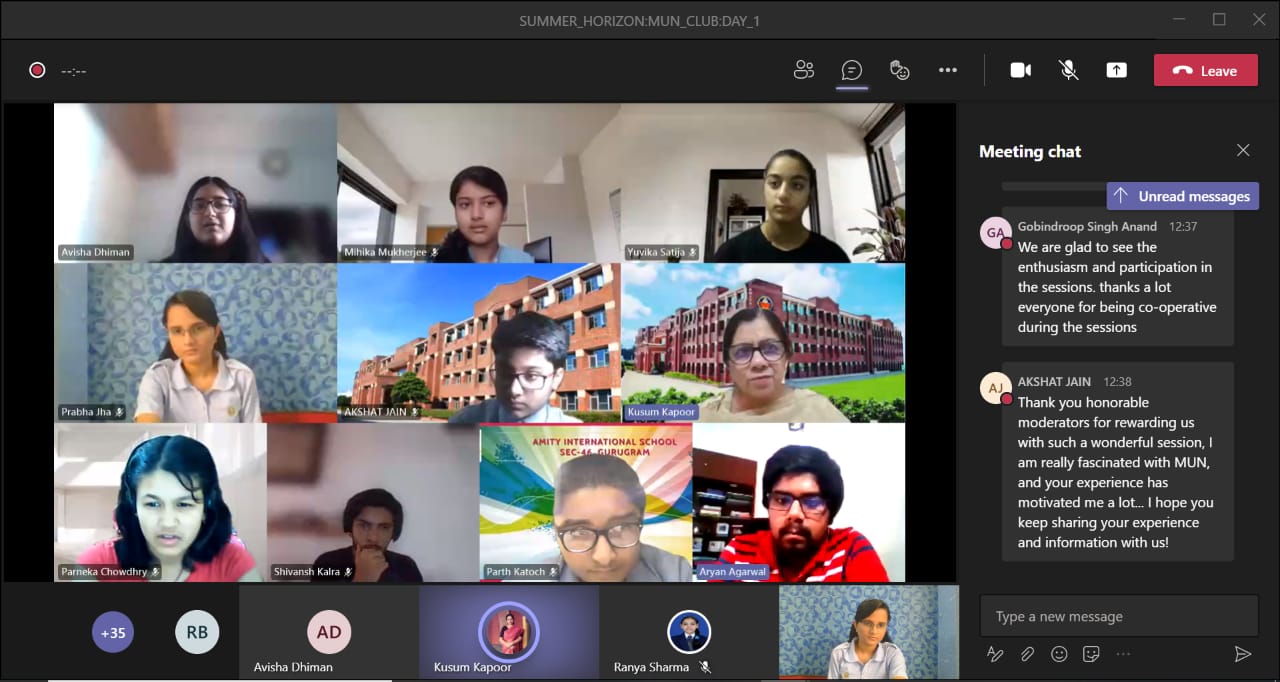 SUMMER_HORIZON:MUN_CLUB:DAY_1
--:--
Leave
Avisha Dhiman
Mihika Mukherjee
Yuvika Satija
Prabha Jha
AKSHAT JAIN
Kusum Kapoor
AMITY INTERNATIONAL SCHOOL
SEC-46, GURUGRAM
Parneka Chowdhry
Shivansh Kalra
Parth Katoch
Aryan Agarwal
+35
RB
AD
Avisha Dhiman
Kusum Kapoor
Ranya Sharma
Meeting chat
Unread messages
GA
Gobindroop Singh Anand 12:37
We are glad to see the
enthusiasm and participation in
the sessions. thanks a lot
everyone for being co-operative
during the sessions
AJ
AKSHAT JAIN 12:38
Thank you honorable
moderators for rewarding us
with such a wonderful session, I
am really fascinated with MUN,
and your experience has
motivated me a lot... I hope you
keep sharing your experience
and information with us!
Type a new message